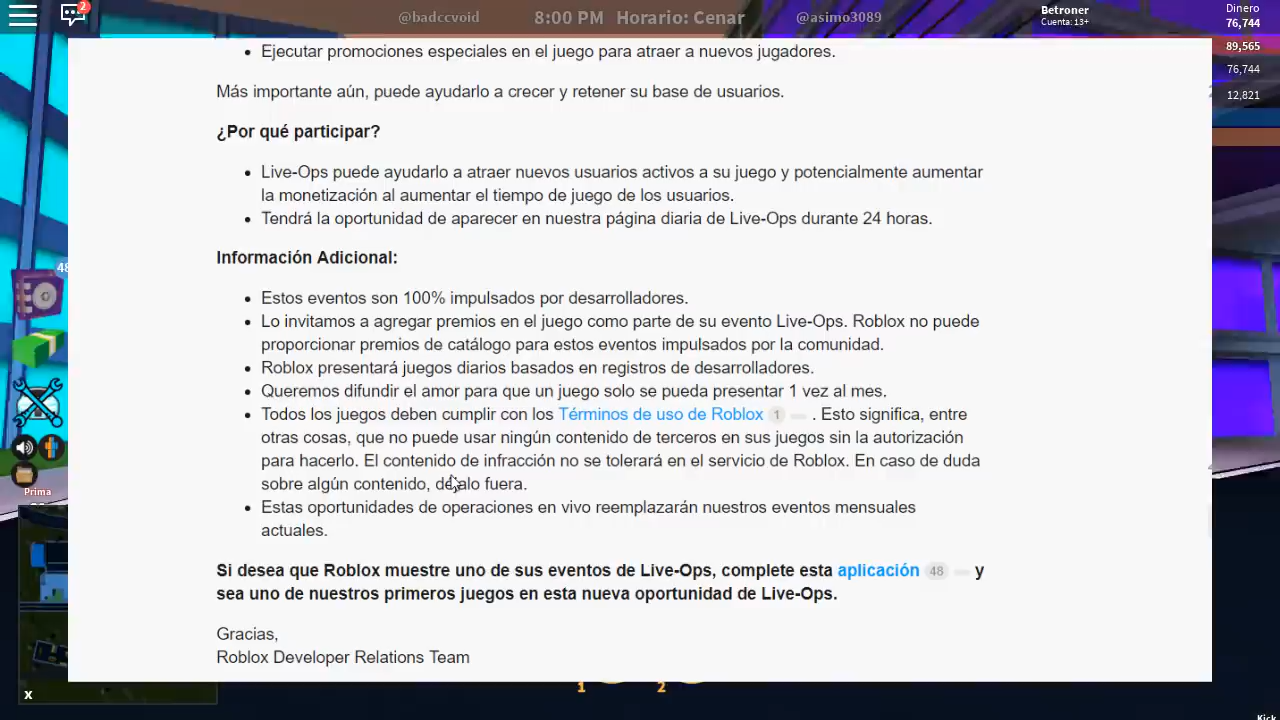 2
@badccvoid
8:00 PM
Horario: Cenar
@asimo3089
Betroner
Cuenta: 13+
Dinero
76,744
89,565
76,744
12,821
• Ejecutar promociones especiales en el juego para atraer a nuevos jugadores.
Más importante aún, puede ayudarlo a crecer y retener su base de usuarios.
¿Por qué participar?
• Live-Ops puede ayudarlo a atraer nuevos usuarios activos a su juego y potencialmente aumentar
la monetización al aumentar el tiempo de juego de los usuarios.
• Tendrá la oportunidad de aparecer en nuestra página diaria de Live-Ops durante 24 horas.
Información Adicional:
• Estos eventos son 100% impulsados por desarrolladores.
• Lo invitamos a agregar premios en el juego como parte de su evento Live-Ops. Roblox no puede
proporcionar premios de catálogo para estos eventos impulsados por la comunidad.
• Roblox presentará juegos diarios basados en registros de desarrolladores.
• Queremos difundir el amor para que un juego solo se pueda presentar 1 vez al mes.
• Todos los juegos deben cumplir con los Términos de uso de Roblox 1 . Esto significa, entre
otras cosas, que no puede usar ningún contenido de terceros en sus juegos sin la autorización
para hacerlo. El contenido de infracción no se tolerará en el servicio de Roblox. En caso de duda
sobre algún contenido, déjalo fuera.
• Estas oportunidades de operaciones en vivo reemplazarán nuestros eventos mensuales
actuales.
Si desea que Roblox muestre uno de sus eventos de Live-Ops, complete esta aplicación 48 y
sea uno de nuestros primeros juegos en esta nueva oportunidad de Live-Ops.
Gracias,
Roblox Developer Relations Team
48
Prima
X
1
2
Kick